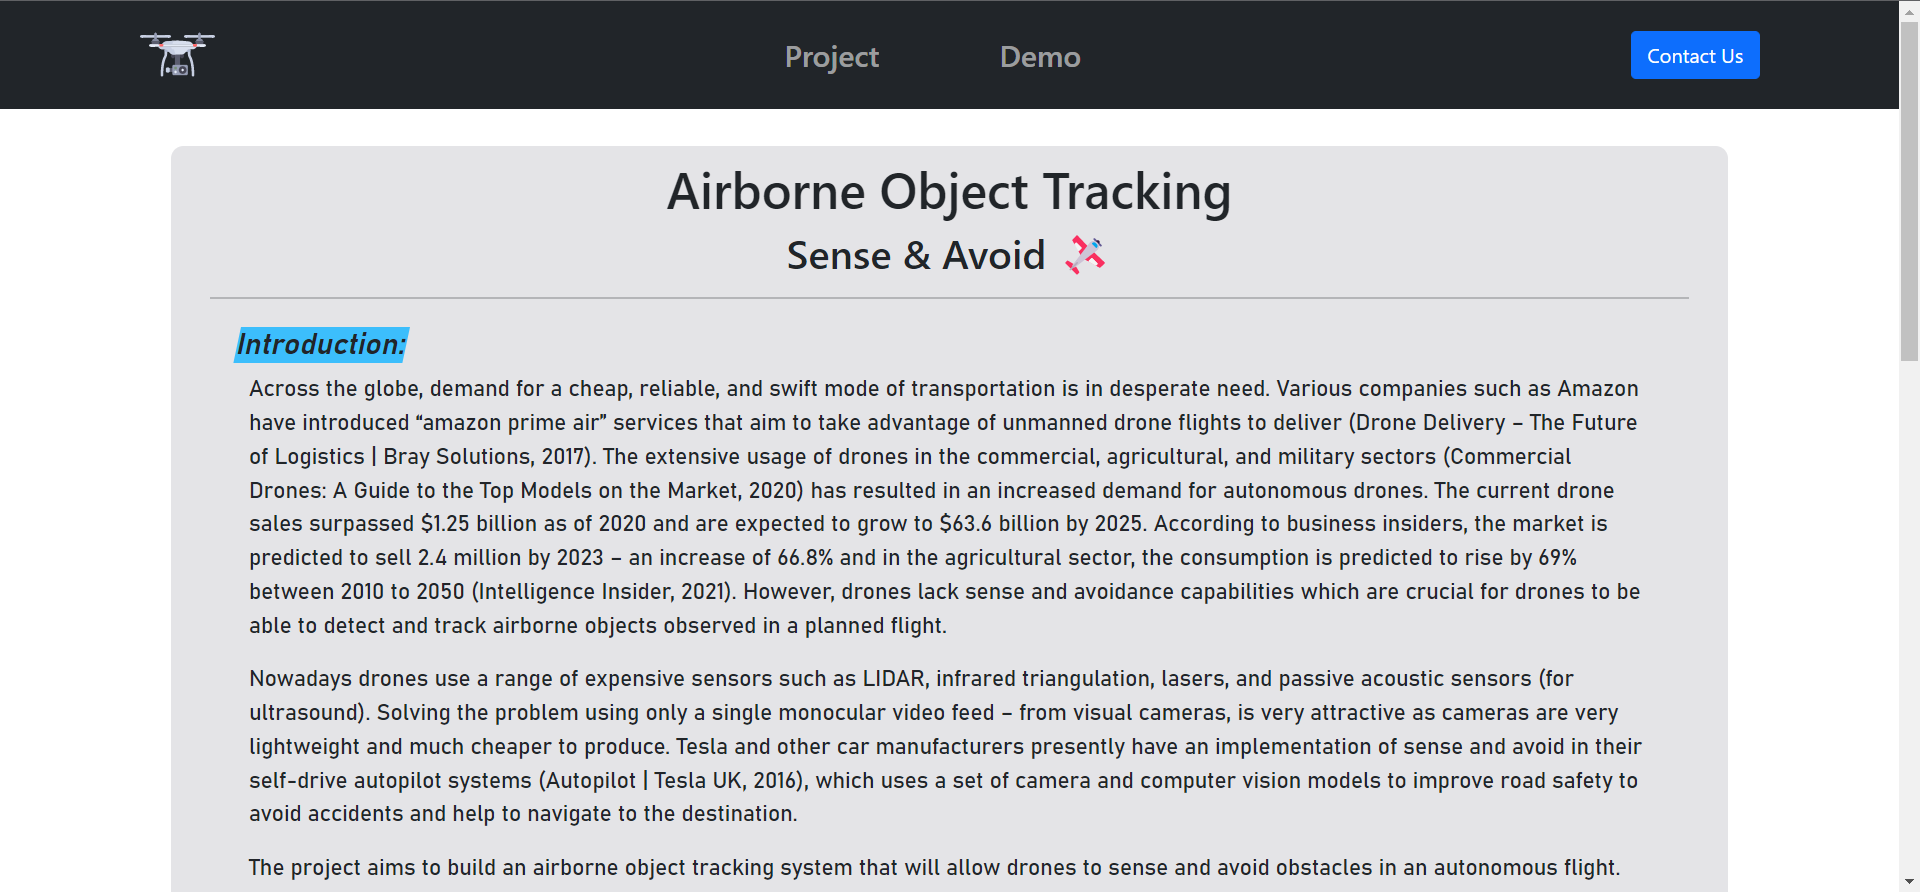 Project
Demo
Contact Us
Airborne Object Tracking
Sense & Avoid
Introduction:
Across the globe, demand for a cheap, reliable, and swift mode of transportation is in desperate need. Various companies such as Amazon
have introduced “amazon prime air” services that aim to take advantage of unmanned drone flights to deliver (Drone Delivery – The Future
of Logistics | Bray Solutions, 2017). The extensive usage of drones in the commercial, agricultural, and military sectors (Commercial
Drones: A Guide to the Top Models on the Market, 2020) has resulted in an increased demand for autonomous drones. The current drone
sales surpassed $1.25 billion as of 2020 and are expected to grow to $63.6 billion by 2025. According to business insiders, the market is
predicted to sell 2.4 million by 2023 – an increase of 66.8% and in the agricultural sector, the consumption is predicted to rise by 69%
between 2010 to 2050 (Intelligence Insider, 2021). However, drones lack sense and avoidance capabilities which are crucial for drones to be
able to detect and track airborne objects observed in a planned flight.
Nowadays drones use a range of expensive sensors such as LIDAR, infrared triangulation, lasers, and passive acoustic sensors (for
ultrasound). Solving the problem using only a single monocular video feed – from visual cameras, is very attractive as cameras are very
lightweight and much cheaper to produce. Tesla and other car manufacturers presently have an implementation of sense and avoid in their
self-drive autopilot systems (Autopilot | Tesla UK, 2016), which uses a set of camera and computer vision models to improve road safety to
avoid accidents and help to navigate to the destination.
The project aims to build an airborne object tracking system that will allow drones to sense and avoid obstacles in an autonomous flight.